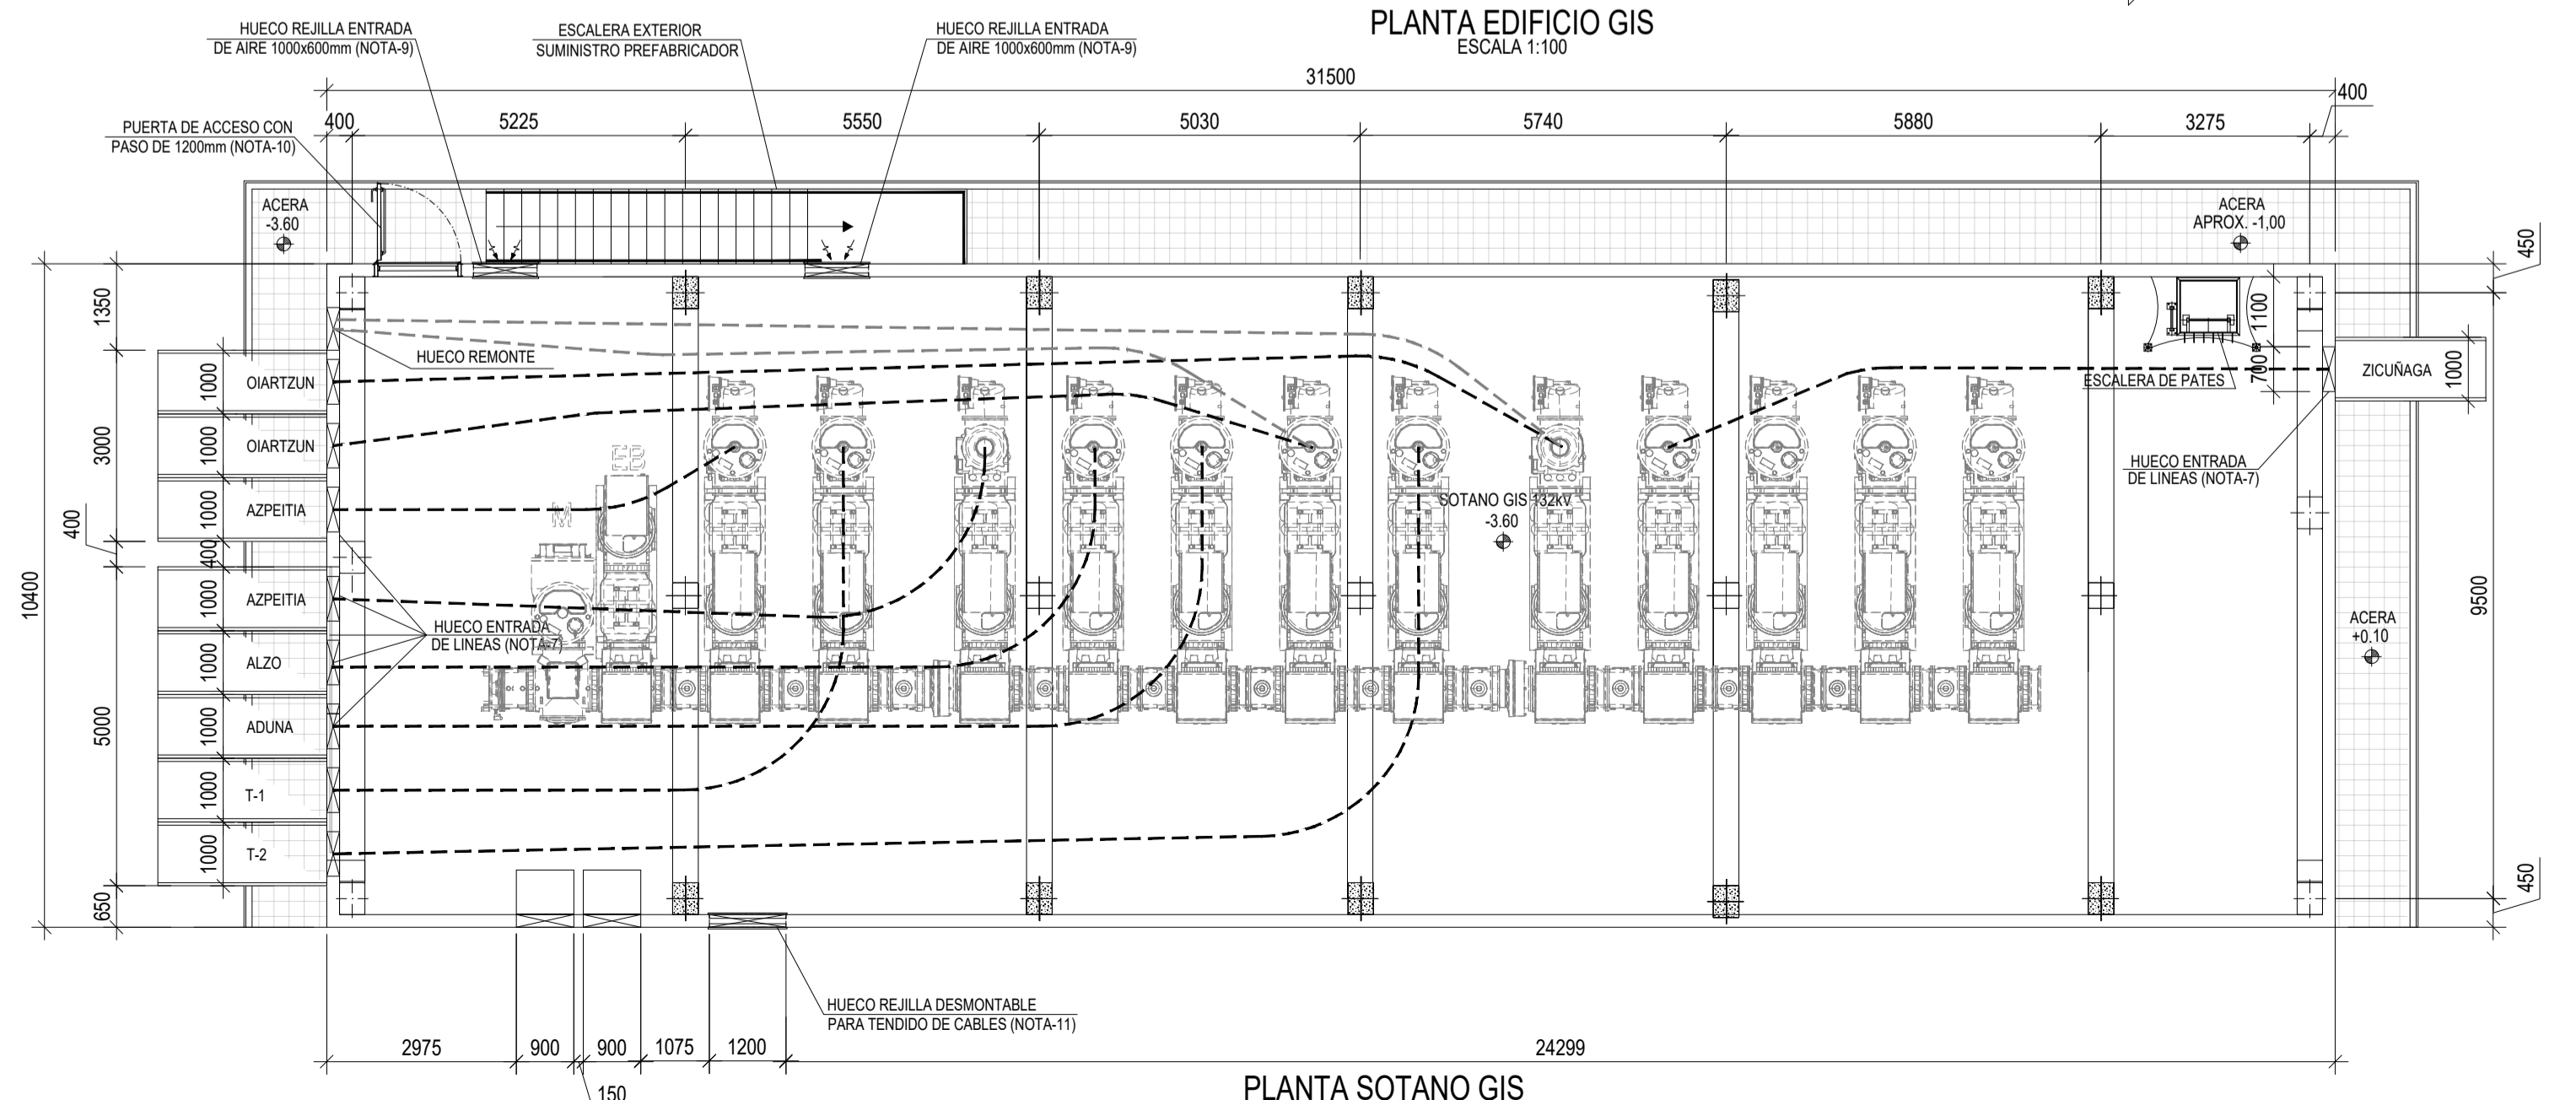 PLANTA EDIFICIO GIS
ESCALA 1:100
HUECO REJILLA ENTRADA
DE AIRE 1000x600mm (NOTA-9)
ESCALERA EXTERIOR
SUMINISTRO PREFABRICADOR
HUECO REJILLA ENTRADA
DE AIRE 1000x600mm (NOTA-9)
31500
400
PUERTA DE ACCESO CON
PASO DE 1200mm (NOTA-10)
400
5225
5550
5030
5740
5880
3275
ACERA
-3.60
ACERA
APROX. -1,00
450
1350
1100
HUECO REMONTE
1000
OIARTZUN
700
ESCALERA DE PATES
ZICUÑAGA
1000
3000
1000
OIARTZUN
EB
HUECO ENTRADA
DE LINEAS (NOTA-7)
1000
AZPEITIA
M
SOTANO GIS 132kV
-3.60
400
400
10400
1000
AZPEITIA
9500
HUECO ENTRADA
DE LINEAS (NOTA-7)
ACERA
+0.10
1000
ALZO
5000
1000
ADUNA
1000
T-1
1000
T-2
650
450
HUECO REJILLA DESMONTABLE
PARA TENDIDO DE CABLES (NOTA-11)
2975
900
900
1075
1200
24299
150
PLANTA SOTANO GIS